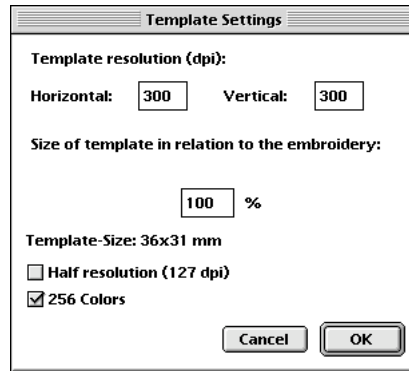 Template Settings
Template resolution (dpi):
Horizontal: 300 Vertical: 300
Size of template in relation to the embroidery:
100 %
Template-Size: 36x31 mm
Half resolution (127 dpi)
256 Colors
Cancel OK